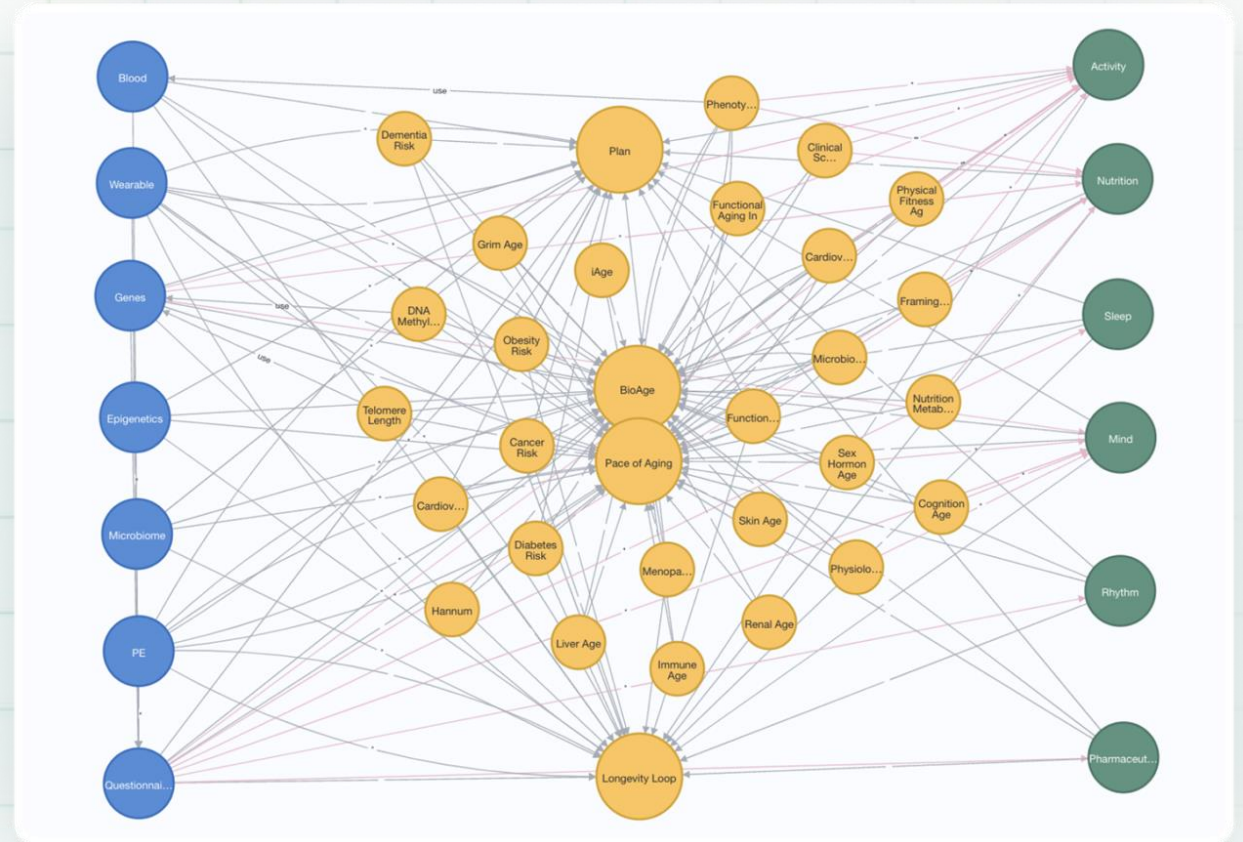 Blood
Wearable
Genes
Epigenetics
Microbiome
PE
Questionnai...
use
use
use
Dementia
Risk
Plan
Phenoty...
Clinical
Sc...
Functional
Aging In
Physical
Fitness
Ag
Grim Age
iAge
Cardiov...
DNA
Methyl...
Obesity
Risk
Framing...
Microbio...
BioAge
Telomere
Length
Function...
Nutrition
Metab...
Cancer
Risk
Pace of Aging
Sex
Hormon
Age
Cardiov...
Skin Age
Cognition
Age
Diabetes
Risk
Menopa...
Physiolo...
Hannum
Liver Age
Renal Age
Immune
Age
Longevity Loop
Activity
Nutrition
Sleep
Mind
Rhythm
Pharmaceut...